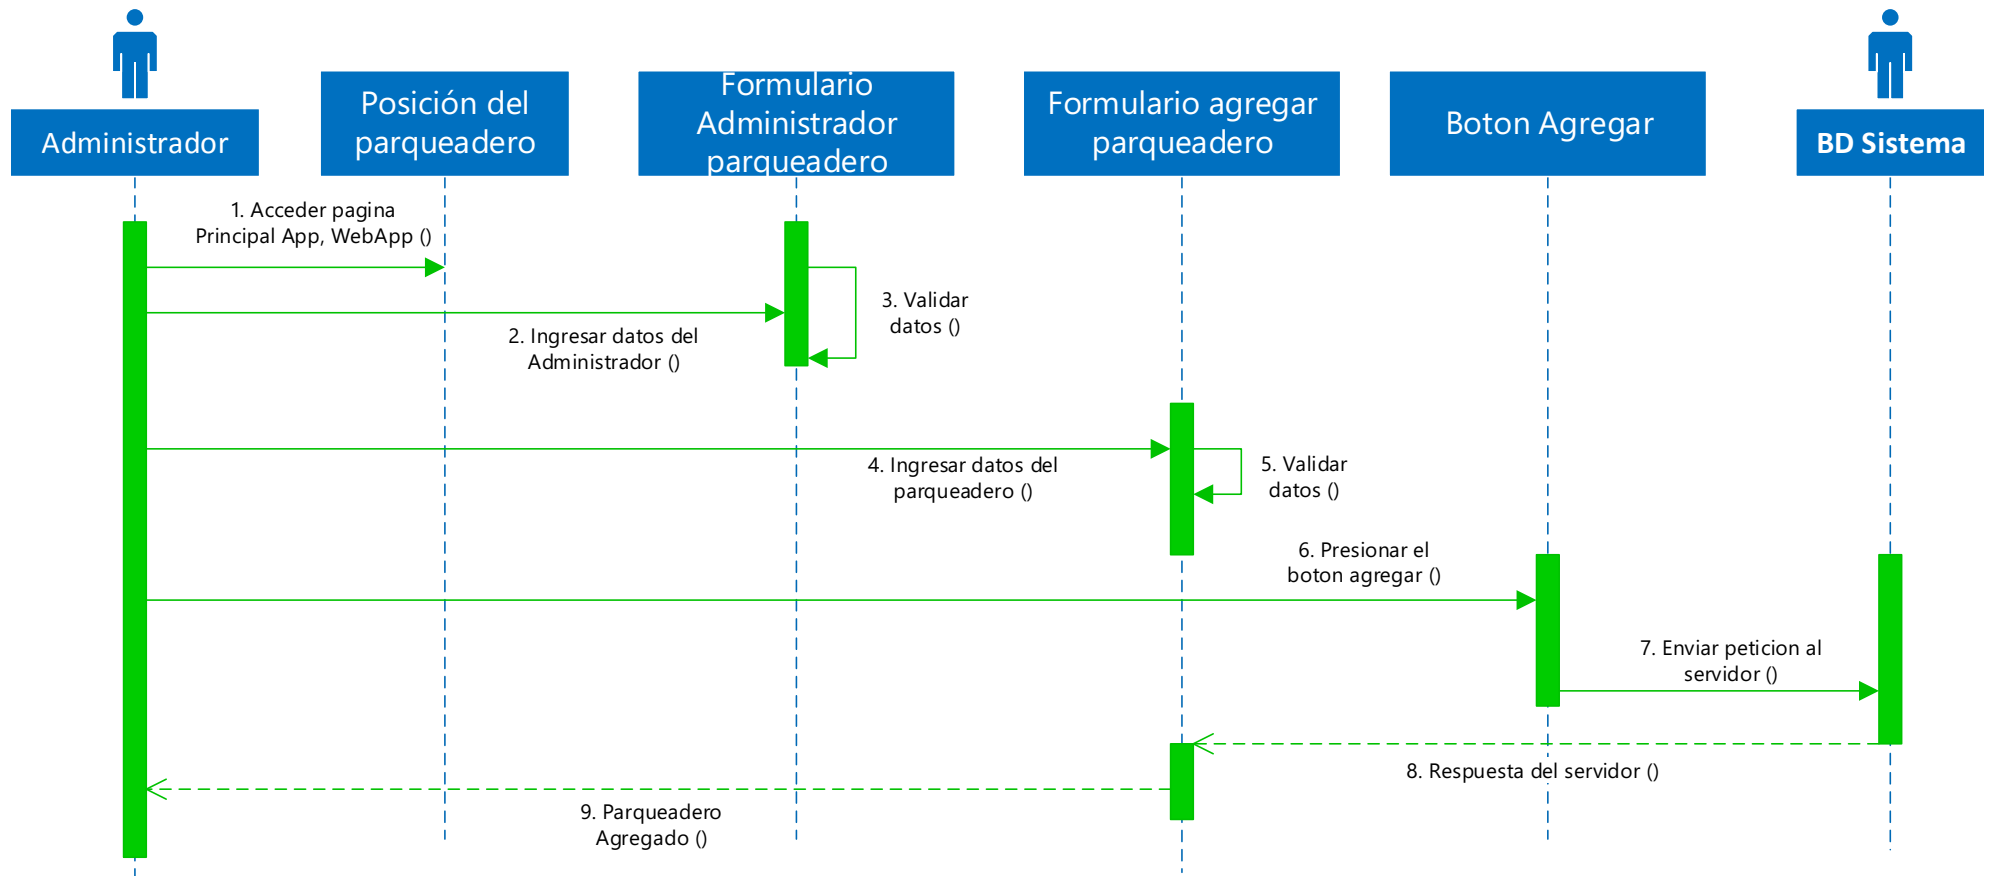 Administrador
Posición del
parqueadero
Formulario
Administrador
parqueadero
Formulario agregar
parqueadero
Boton Agregar
BD Sistema
1. Acceder pagina
Principal App, WebApp ()
2. Ingresar datos del
Administrador ()
3. Validar
datos ()
4. Ingresar datos del
parqueadero ()
5. Validar
datos ()
6. Presionar el
boton agregar ()
7. Enviar peticion al
servidor ()
8. Respuesta del servidor ()
9. Parqueadero
Agregado ()